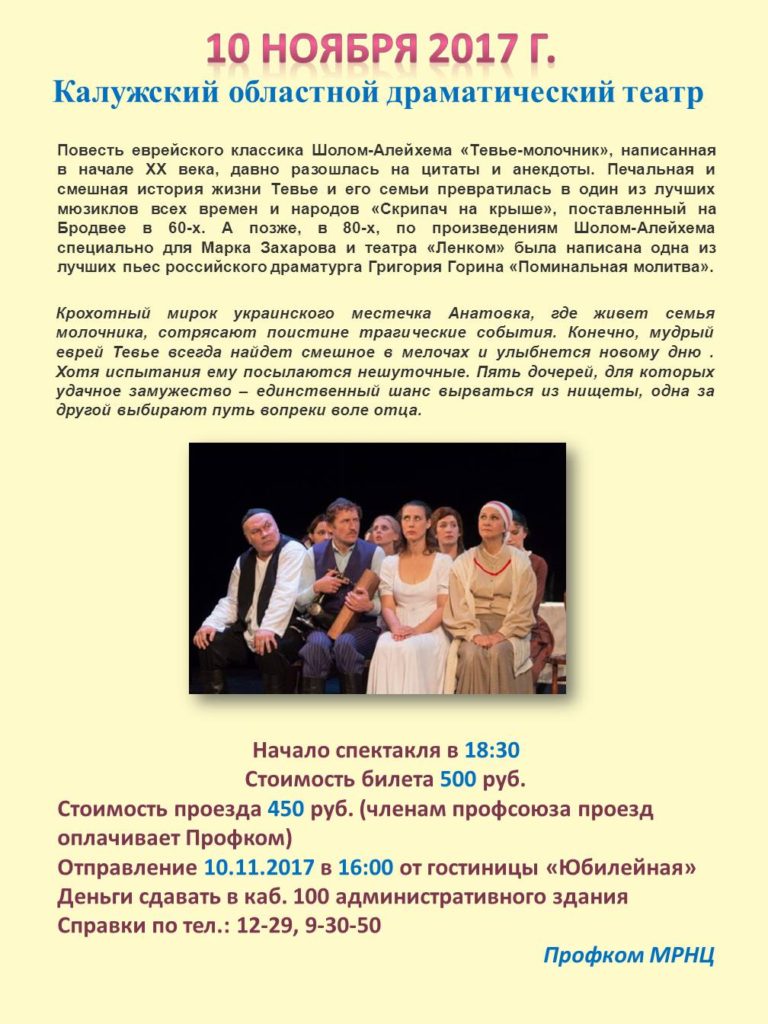 10 НОЯБРЯ 2017 Г.
Калужский областной драматический театр
Повесть еврейского классика Шолом-Алейхема «Тевье-молочник», написанная
в начале XX века, давно разошлась на цитаты и анекдоты. Печальная и
смешная история жизни Тевье и его семьи превратилась в один из лучших
мюзиклов всех времен и народов «Скрипач на крыше», поставленный на
Бродвее в 60-х. А позже, в 80-х, по произведениям Шолом-Алейхема
специально для Марка Захарова и театра «Ленком» была написана одна из
лучших пьес российского драматурга Григория Горина «Поминальная молитва».
Крохотный мирок украинского местечка Анатовка, где живет семья
молочника, сотрясают поистине трагические события. Конечно, мудрый
еврей Тевье всегда найдет смешное в мелочах и улыбнется новому дню .
Хотя испытания ему посылаются нешуточные. Пять дочерей, для которых
удачное замужество – единственный шанс вырваться из нищеты, одна за
другой выбирают путь вопреки воле отца.
Начало спектакля в 18:30
Стоимость билета 500 руб.
Стоимость проезда 450 руб. (членам профсоюза проезд
оплачивает Профком)
Отправление 10.11.2017 в 16:00 от гостиницы «Юбилейная»
Деньги сдавать в каб. 100 административного здания
Справки по тел.: 12-29, 9-30-50
Профком МРНЦ